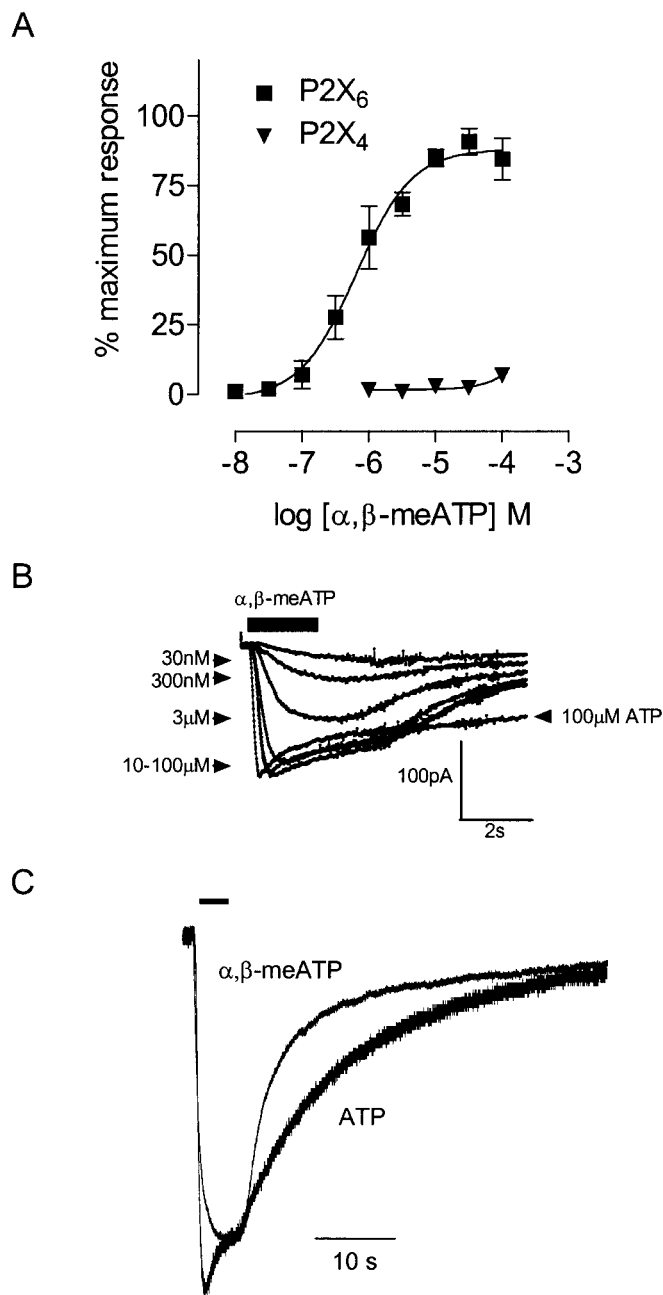 A
P2X₆
P2X₄
% maximum response
100
75
50
25
0
-8 -7 -6 -5 -4 -3
log [α,β-meATP] M
B
α,β-meATP
30nM
300nM
3μM
10-100μM
100μM ATP
100pA
2s
C
α,β-meATP
ATP
10 s